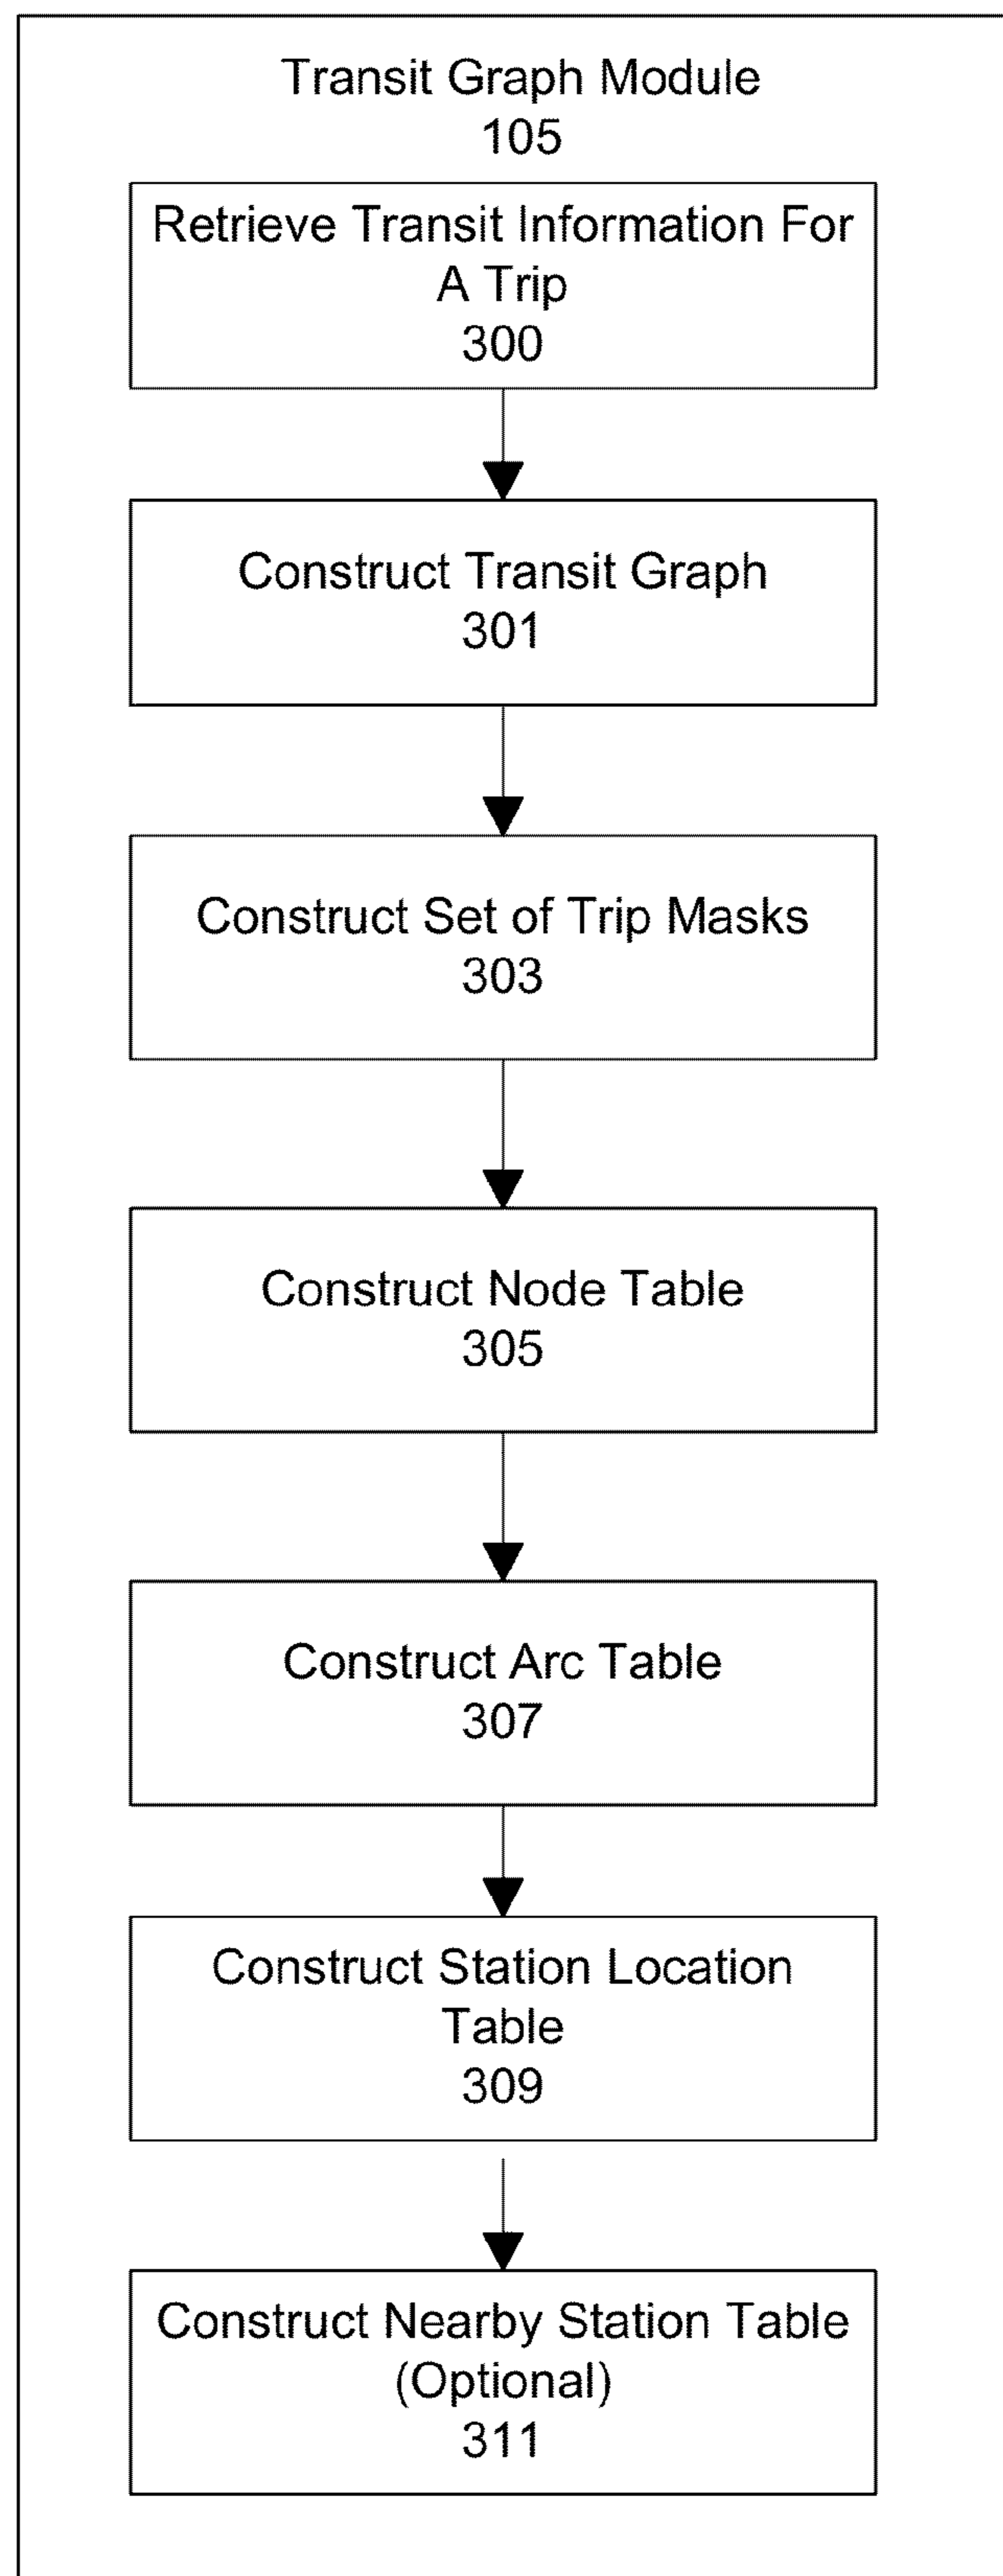 Transit Graph Module
105
Retrieve Transit Information For
A Trip
300
Construct Transit Graph
301
Construct Set of Trip Masks
303
Construct Node Table
305
Construct Arc Table
307
Construct Station Location
Table
309
Construct Nearby Station Table
(Optional)
311